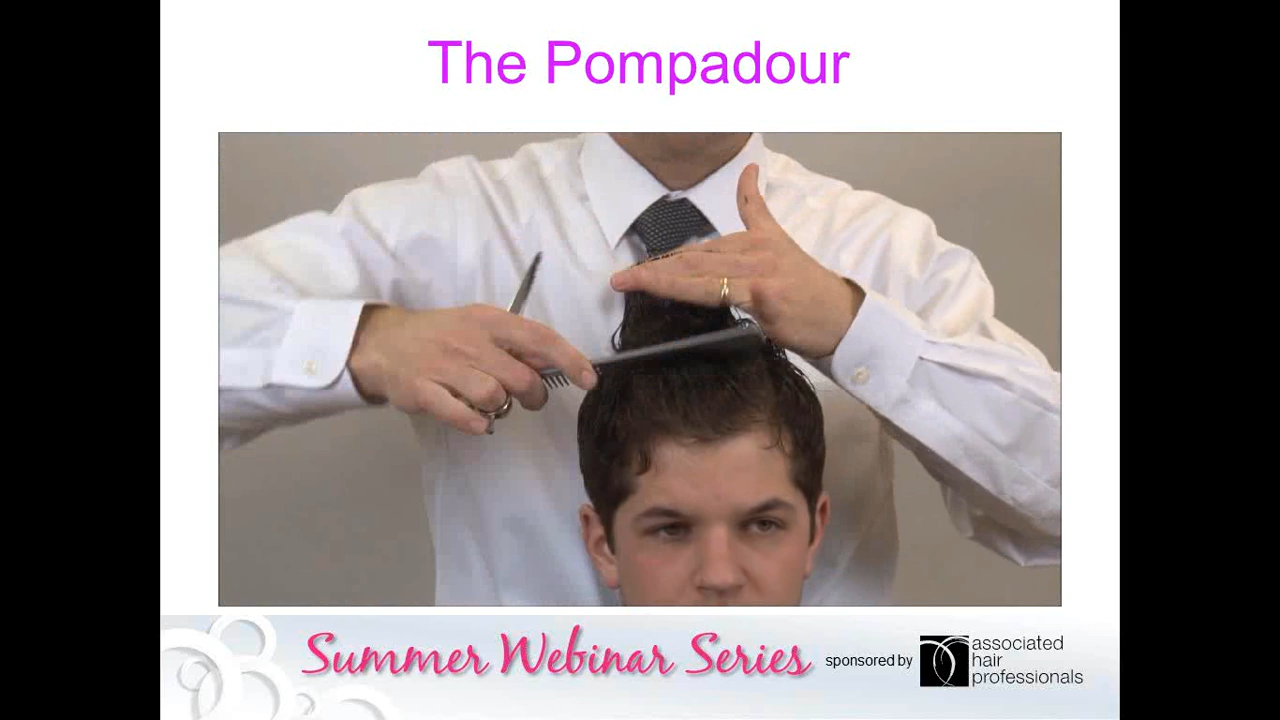 The Pompadour
Summer Webinar Series
sponsored by
associated
hair
professionals